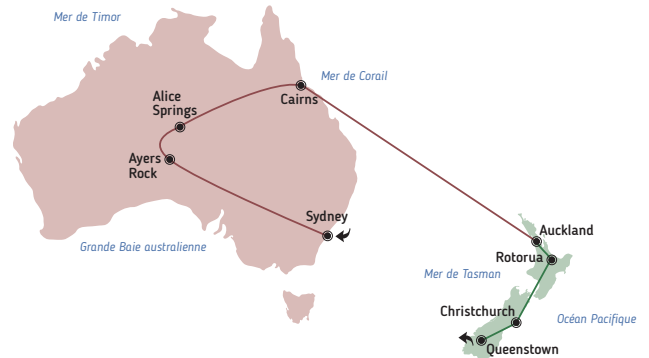 Mer de Timor
Mer de Corail
Alice
Springs
Cairns
Ayers
Rock
Sydney
Grande Baie australienne
Auckland
Rotorua
Mer de Tasman
Christchurch
Océan Pacifique
Queenstown